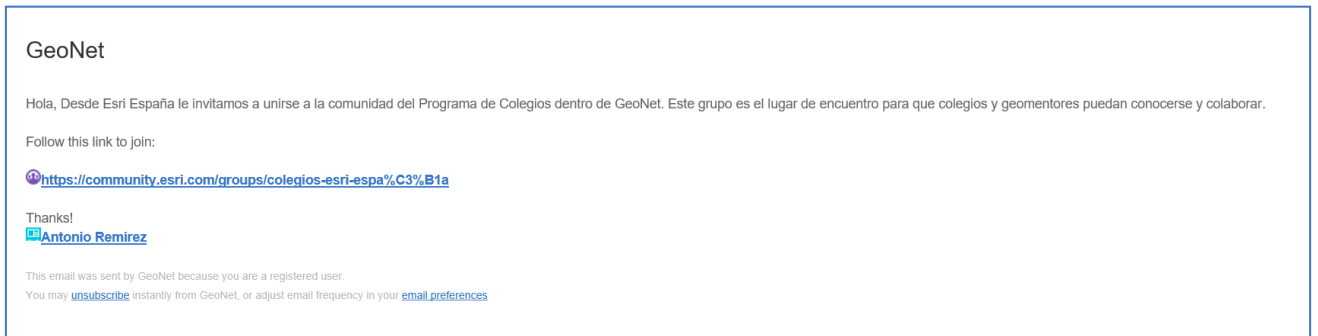 GeoNet
Hola, Desde Esri España le invitamos a unirse a la comunidad del Programa de Colegios dentro de GeoNet. Este grupo es el lugar de encuentro para que colegios y geomentores puedan conocerse y colaborar.
Follow this link to join:
https://community.esri.com/groups/colegios-esri-espa%C3%B1a
Thanks!
Antonio Remirez
This email was sent by GeoNet because you are a registered user.
You may unsubscribe instantly from GeoNet, or adjust email frequency in your email preferences